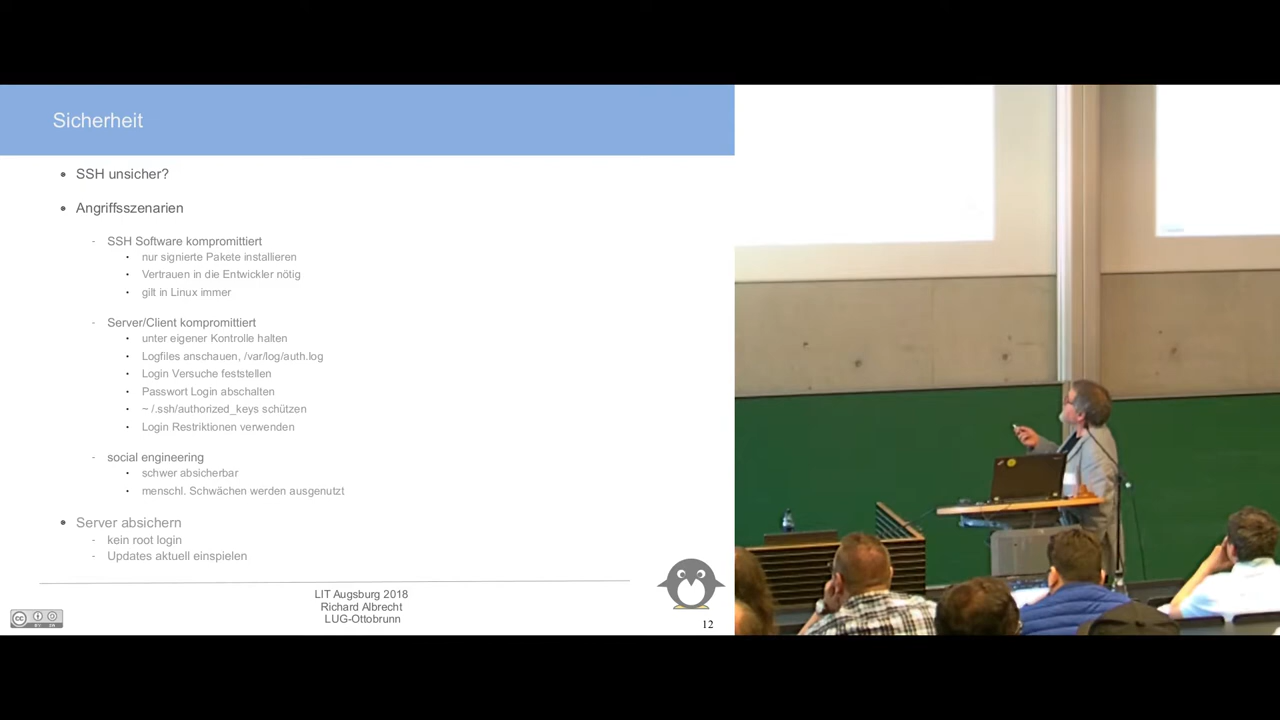 Sicherheit
SSH unsicher?
Angriffsszenarien
- SSH Software kompromittiert
nur signierte Pakete installieren
Vertrauen in die Entwickler nötig
gilt in Linux immer
- Server/Client kompromittiert
unter eigener Kontrolle halten
Logfiles anschauen, /var/log/auth.log
Login Versuche feststellen
Passwort Login abschalten
~ /.ssh/authorized_keys schützen
Login Restriktionen verwenden
- social engineering
schwer absicherbar
menschl. Schwächen werden ausgenutzt
Server absichern
- kein root login
- Updates aktuell einspielen
LIT Augsburg 2018
Richard Albrecht
LUG-Ottobrunn
12